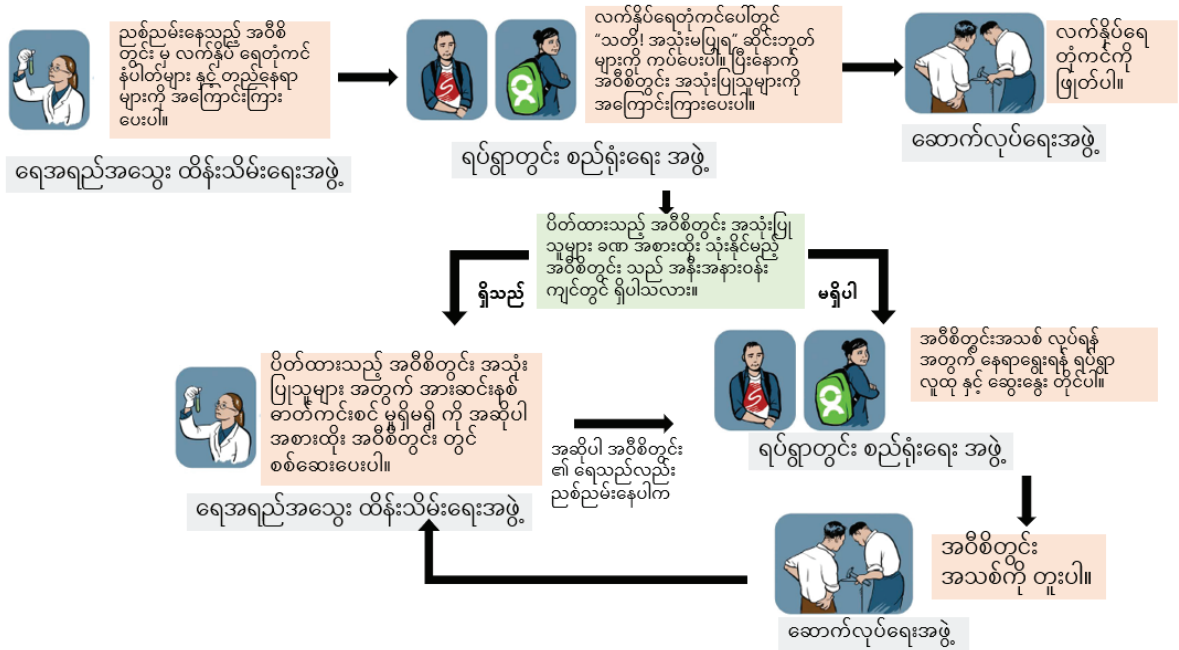 ညစ်ညမ်းနေသည့် အဝီစိ
တွင်း မှ လက်နှိပ် ရေတုံကင်
နံပါတ်များ နှင့် တည်နေရာ
များကို အကြောင်းကြား
ပေးပါ။
ရေအရည်အသွေး ထိန်းသိမ်းရေးအဖွဲ့
လက်နှိပ်ရေတုံကင်ပေါ်တွင်
“သတိ! အသုံးမပြုရ” ဆိုင်းဘုတ်
များကို ကပ်ပေးပါ။ ပြီးနောက်
အဝီစိတွင်း အသုံးပြုသူများကို
အကြောင်းကြားပေးပါ။
ရပ်ရွာတွင်း စည်ရုံးရေး အဖွဲ့
လက်နှိပ်ရေ
တုံကင်ကို
ဖြုတ်ပါ။
ဆောက်လုပ်ရေးအဖွဲ့
ပိတ်ထားသည့် အဝီစိတွင်း အသုံးပြု
သူများ ခဏ အစားထိုး သုံးနိုင်မည့်
အဝီစိတွင်း သည် အနီးအနားဝန်း
ကျင်တွင် ရှိပါသလား။
ရှိသည်
မရှိပါ
ပိတ်ထားသည့် အဝီစိတွင်း အသုံး
ပြုသူများ အတွက် အားဆင်းနစ်
ဓာတ်ကင်းစင် မှုရှိမရှိ ကို အဆိုပါ
အစားထိုး အဝီစိတွင်း တွင်
စစ်ဆေးပေးပါ။
ရေအရည်အသွေး ထိန်းသိမ်းရေးအဖွဲ့
အဆိုပါ အဝီစိတွင်း
၏ ရေသည်လည်း
ညစ်ညမ်းနေပါက
အဝီစိတွင်းအသစ် လုပ်ရန်
အတွက် နေရာရွေးရန် ရပ်ရွာ
လူထု နှင့် ဆွေးနွေး တိုင်ပါ။
ရပ်ရွာတွင်း စည်ရုံးရေး အဖွဲ့
အဝီစိတွင်း
အသစ်ကို တူးပါ။
ဆောက်လုပ်ရေးအဖွဲ့